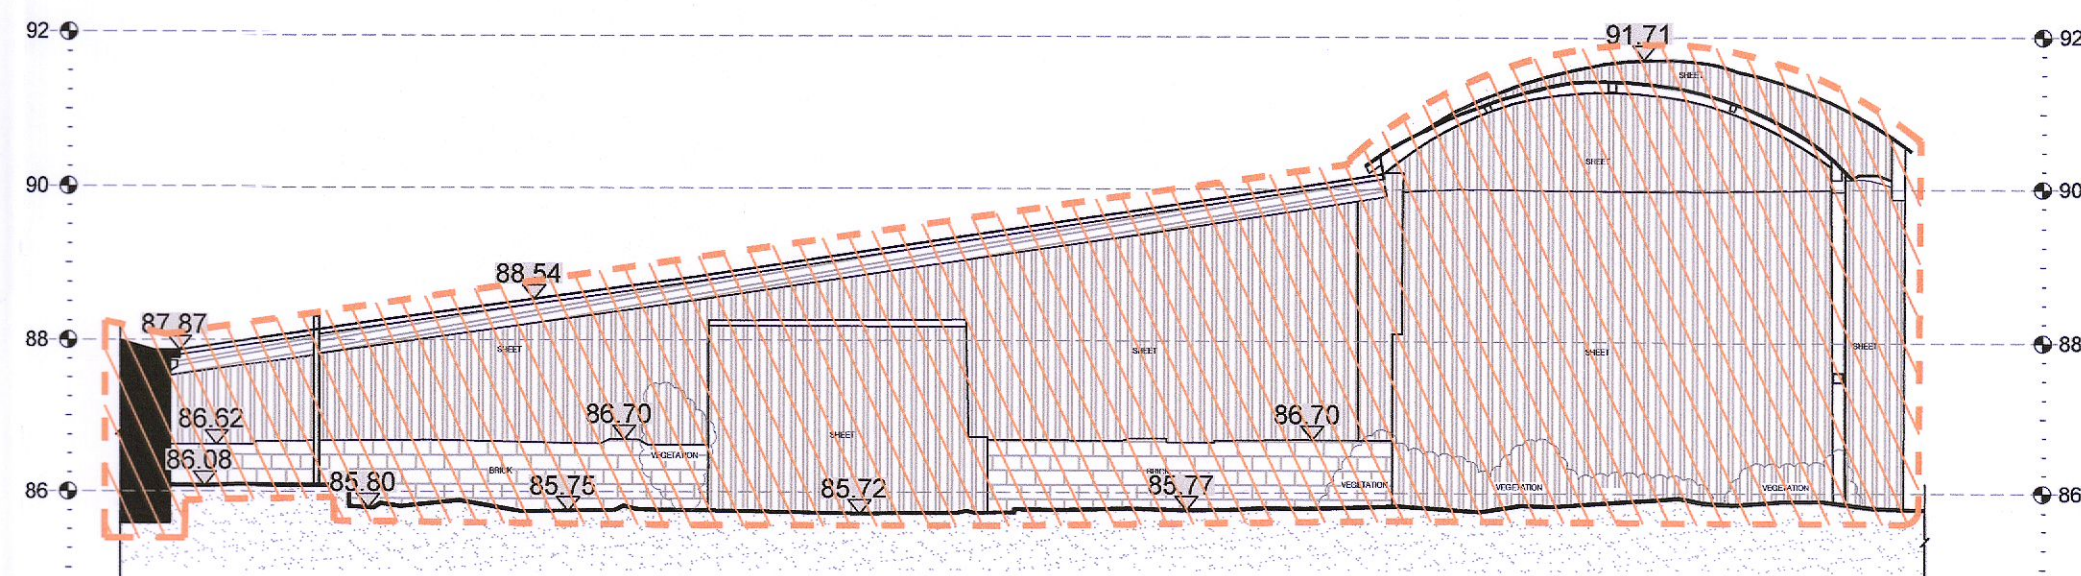 91.71
92
92
SHEET
SHEET
90
90
88.54
87.87
88
88
SHEET
SHEET
SHEET
SHEET
86.62
86.70
86.70
SHEET
86.08
VEGETATION
BRICK
85.80
85.75
85.72
BRICK
85.77
VEGETATION
VEGETATION
VEGETATION
86
86